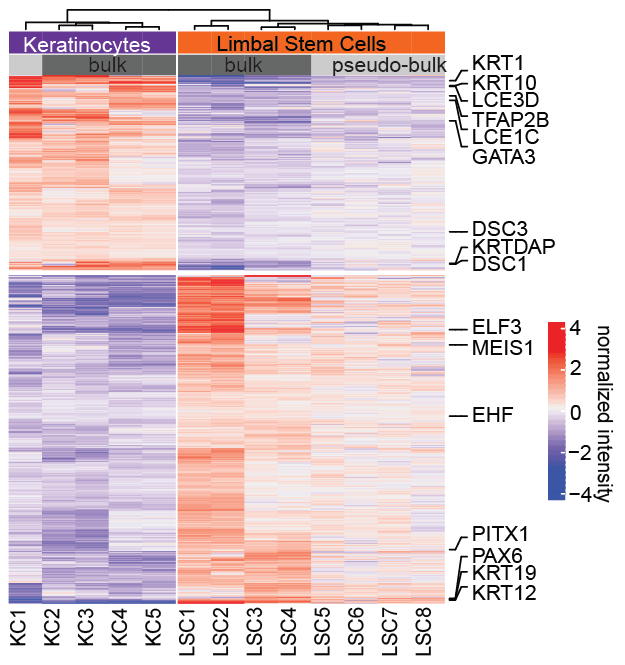 Keratinocytes
Limbal Stem Cells
bulk
bulk
pseudo-bulk
KRT1
KRT10
LCE3D
TFAP2B
LCE1C
GATA3
DSC3
KRTDAP
DSC1
ELF3
MEIS1
EHF
PITX1
PAX6
KRT19
KRT12
4
2
0
−2
−4
normalized intensity
KC1
KC2
KC3
KC4
KC5
LSC1
LSC2
LSC3
LSC4
LSC5
LSC6
LSC7
LSC8